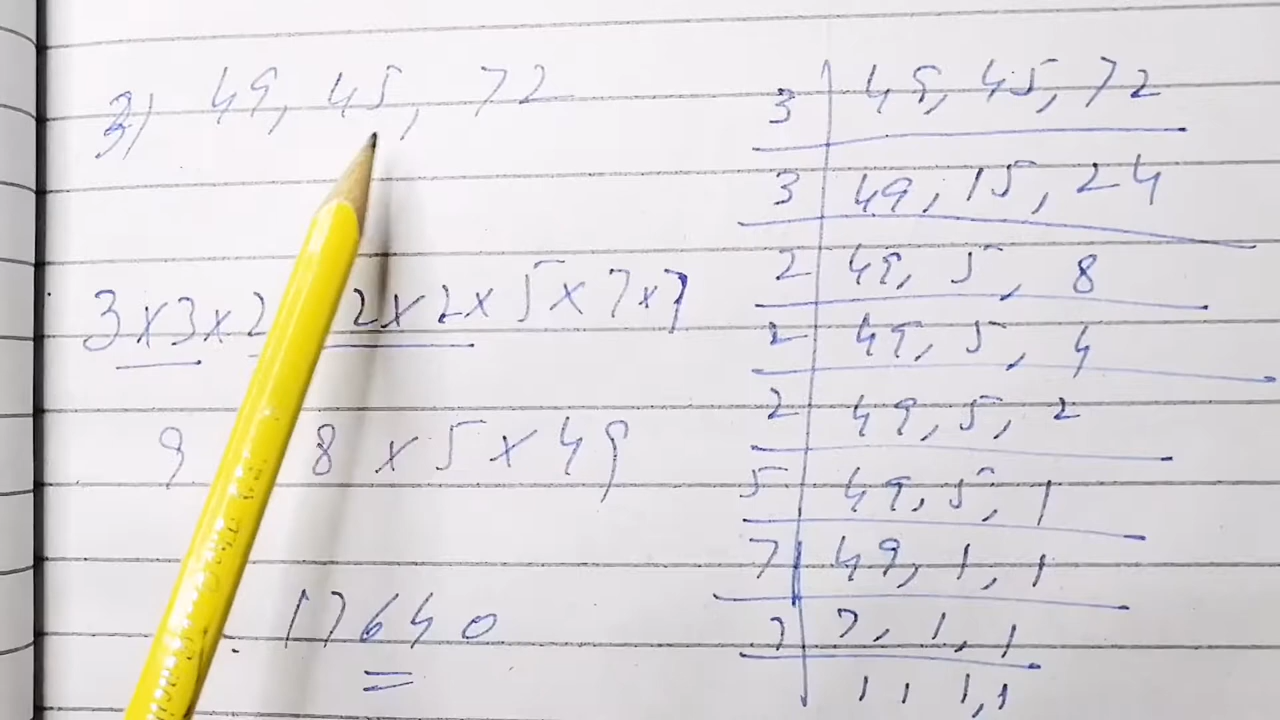 3) 49, 45, 72
3×3×2 2×2×5×7×7
9 8×5×49
17640
3 | 49, 45, 72
3 | 49, 15, 24
2 | 49, 5, 8
2 | 49, 5, 4
2 | 49, 5, 2
5 | 49, 5, 1
7 | 49, 1, 1
7 | 7, 1, 1
1, 1,1